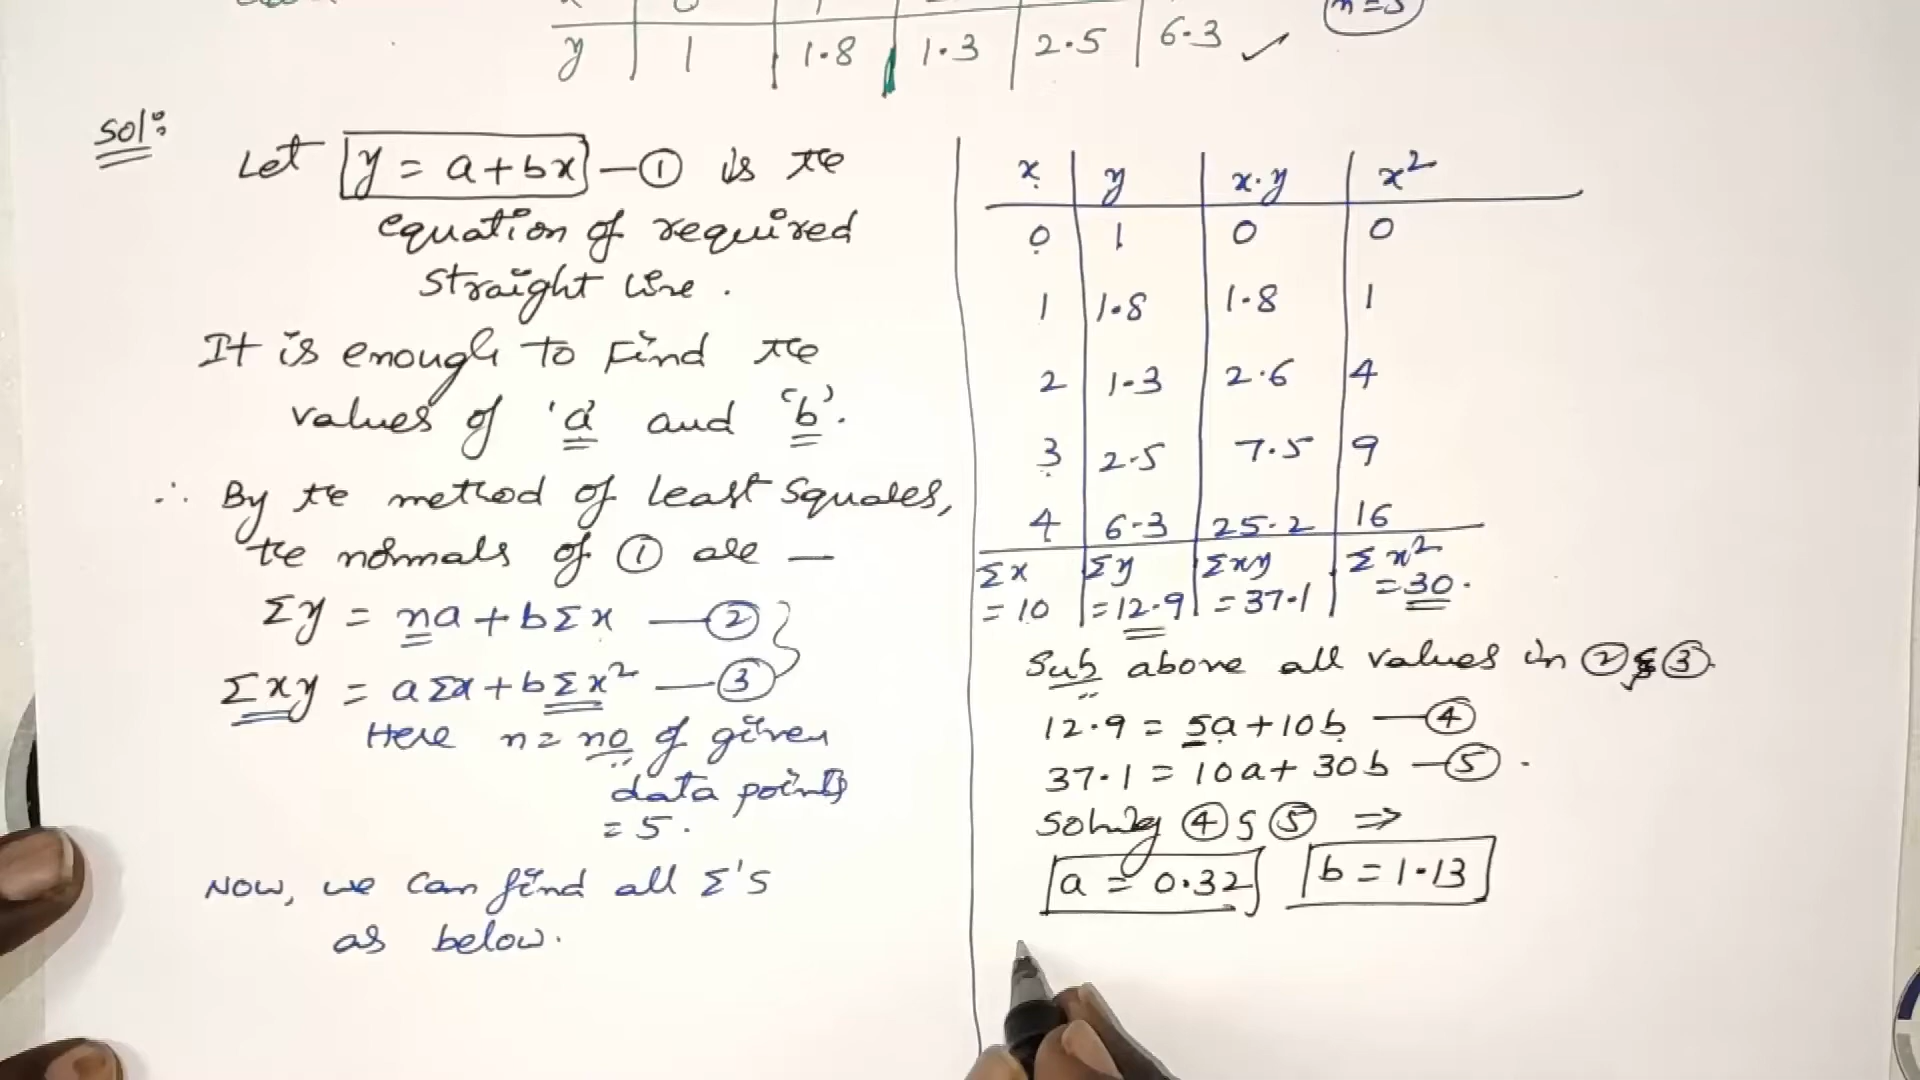 y | 1 | 1.8 | 1.3 | 2.5 | 6.3 ✓
Sol:
Let y = a+bx —① is the
equation of required
straight line.
It is enough to find the
values of 'a' and 'b'.
∴ By the method of least squares,
the normals of ① are —
Σy = na + bΣx —②
Σxy = aΣx + bΣx² —③
Here n = no of given
data points
= 5.
Now, we can find all Σ's
as below.
x | y | x.y | x²
0 | 1 | 0 | 0
1 | 1.8 | 1.8 | 1
2 | 1.3 | 2.6 | 4
3 | 2.5 | 7.5 | 9
4 | 6.3 | 25.2 | 16
Σx | Σy | Σxy | Σx²
= 10 | = 12.9 | = 37.1 | = 30.
Sub above all values in ② & ③.
12.9 = 5a + 10b —④
37.1 = 10a + 30b —⑤.
Solving ④ & ⑤ ⇒
a = 0.32 b = 1.13